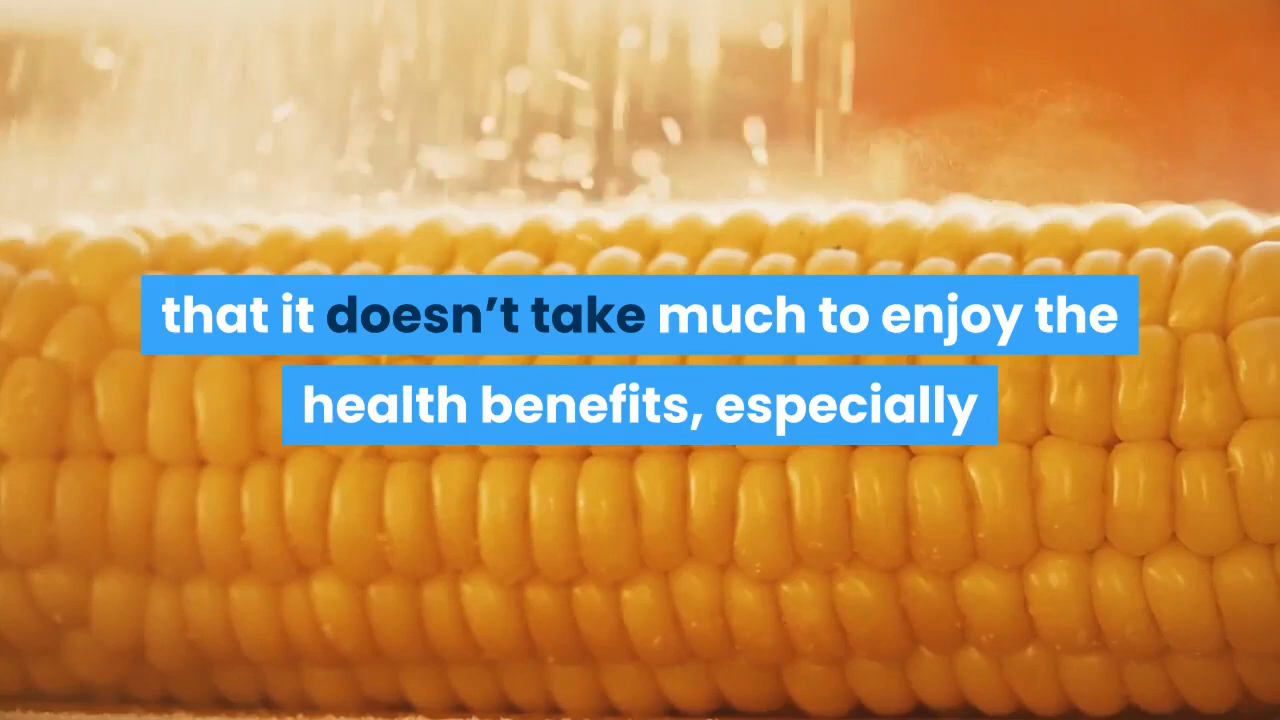 that it doesn’t take much to enjoy the
health benefits, especially